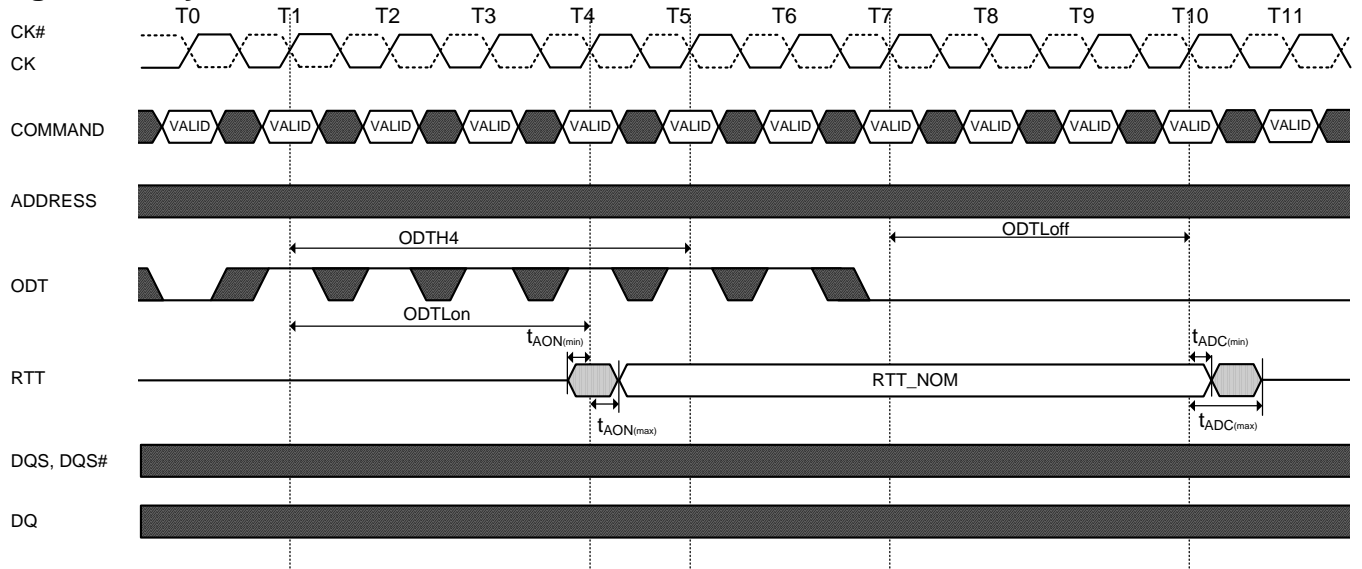 T0 T1 T2 T3 T4 T5 T6 T7 T8 T9 T10 T11
CK#
CK
COMMAND VALID VALID VALID VALID VALID VALID VALID VALID VALID VALID VALID VALID
ADDRESS
ODTH4 ODTLoff
ODT
ODTLon
tAON(min) tADC(min)
RTT RTT_NOM
tAON(max) tADC(max)
DQS, DQS#
DQ